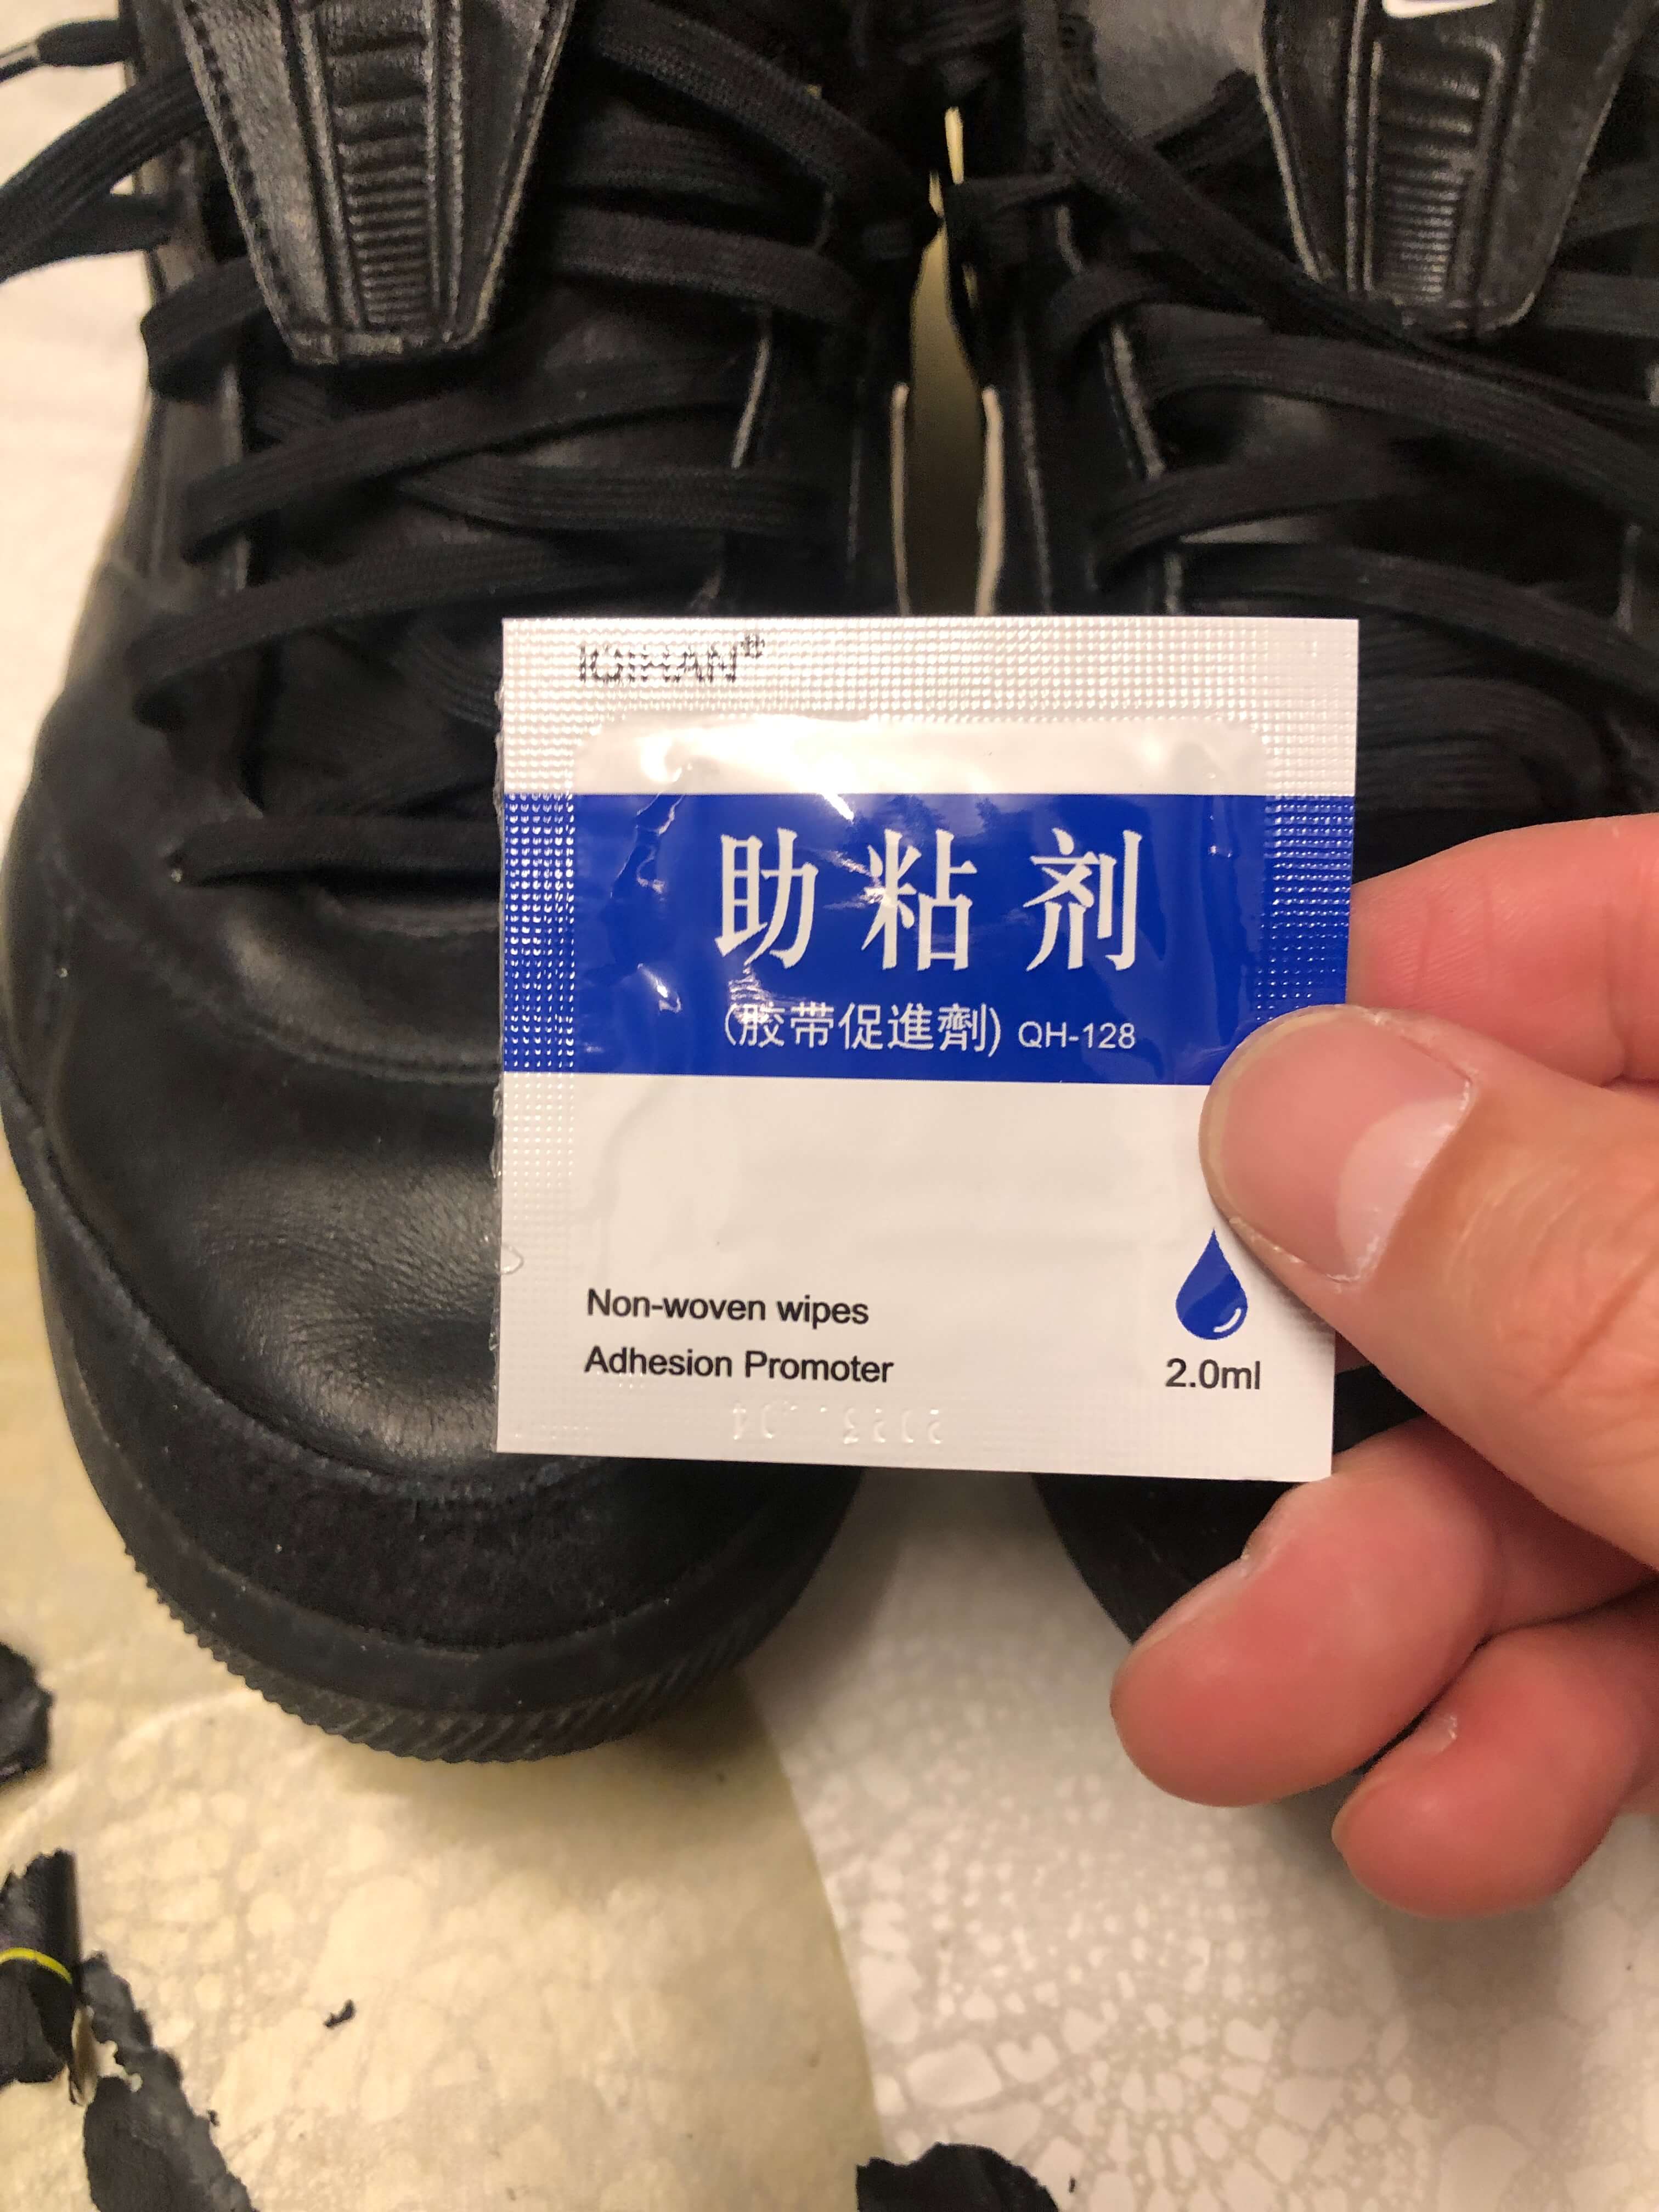 助粘剂
(胶带促進劑) QH-128
Non-woven wipes
Adhesion Promoter
2.0ml